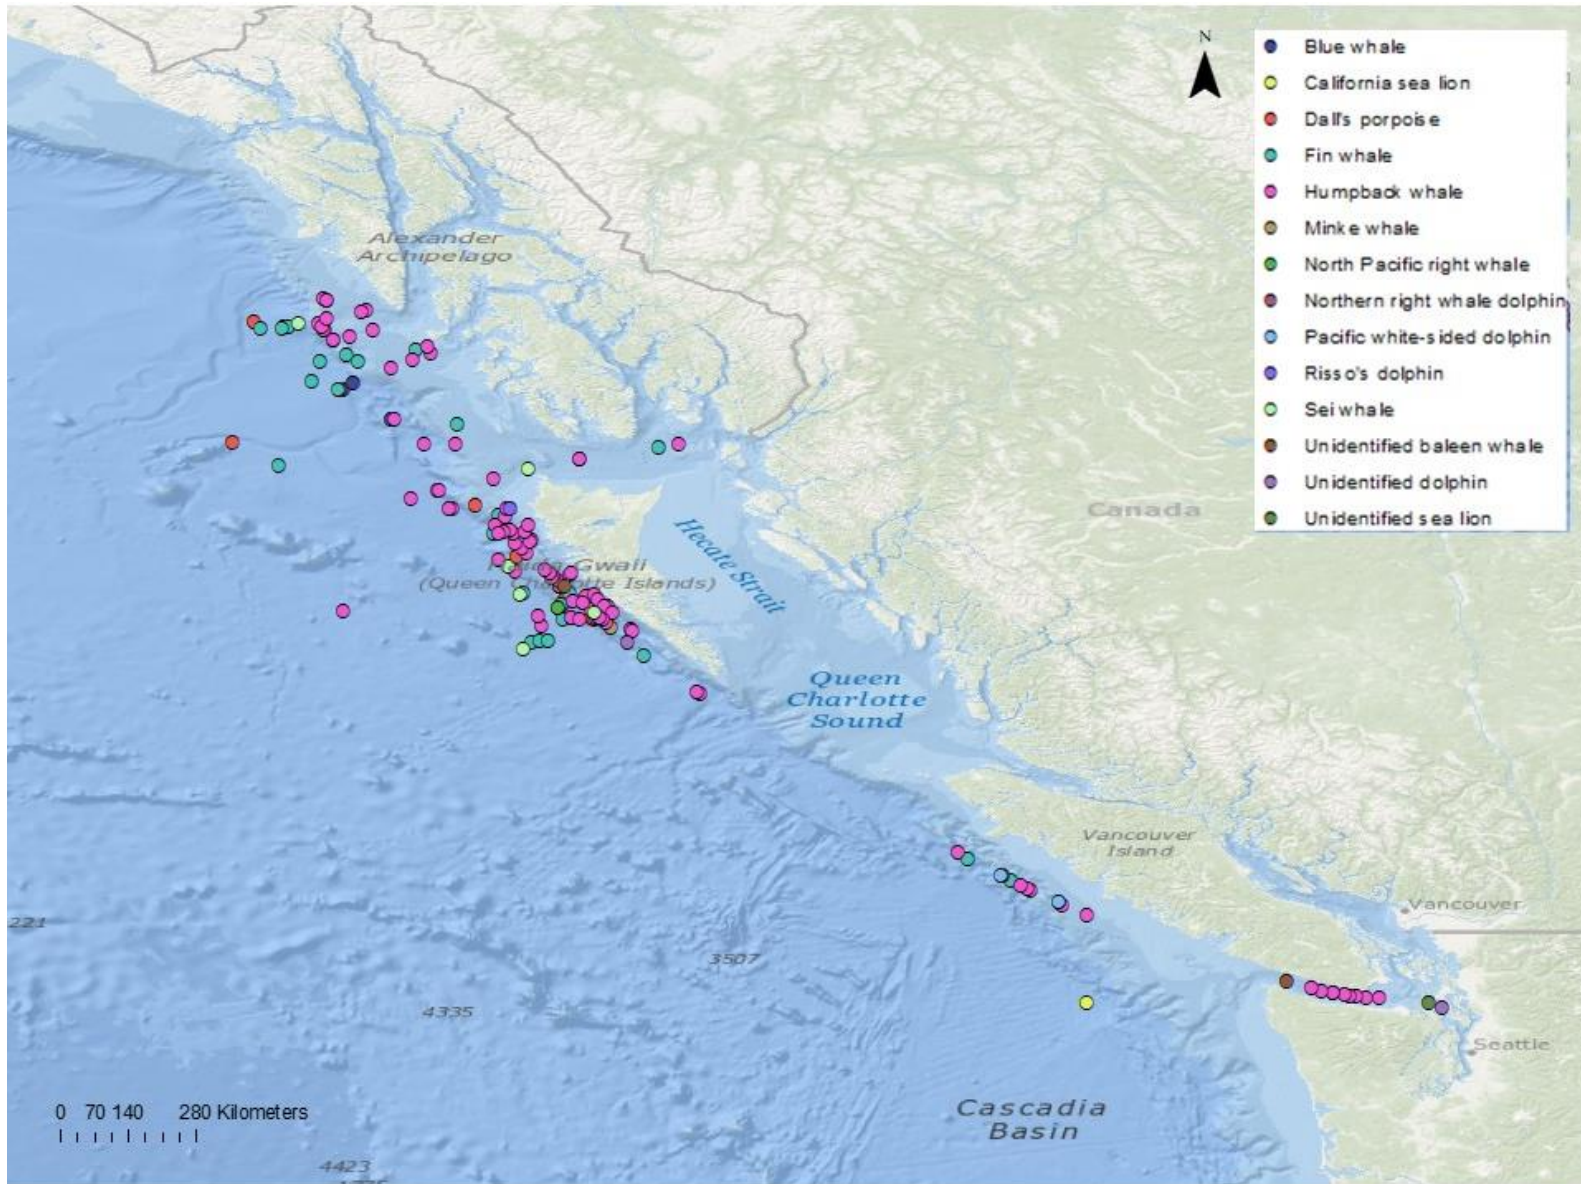 N
Blue whale
California sea lion
Dall's porpoise
Fin whale
Humpback whale
Minke whale
North Pacific right whale
Northern right whale dolphin
Pacific white-sided dolphin
Risso's dolphin
Sei whale
Unidentified baleen whale
Unidentified dolphin
Unidentified sea lion
Alexander
Archipelago
Canada
Hecate Strait
Gwaii
(Queen Charlotte Islands)
Queen
Charlotte
Sound
Vancouver
Island
Vancouver
221
3507
4335
Seattle
0 70 140 280 Kilometers
Cascadia
Basin
4423